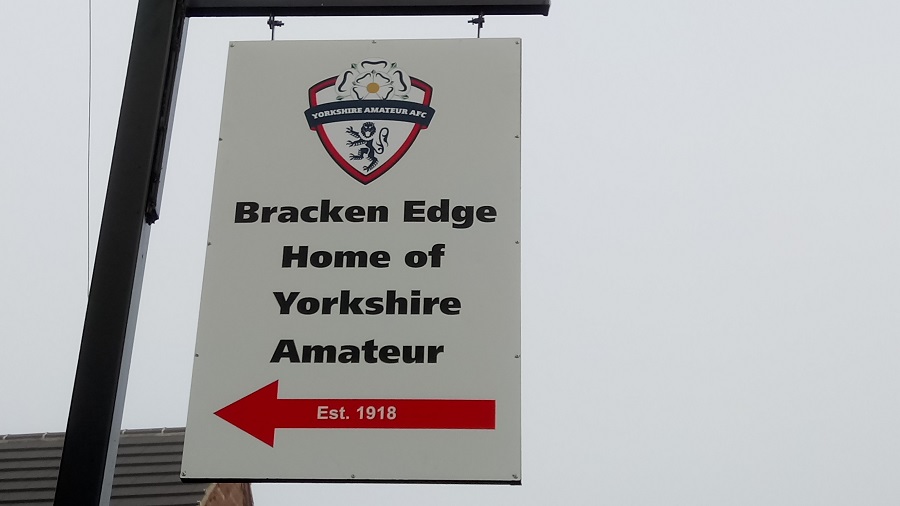 YORKSHIRE AMATEUR AFC
Bracken Edge
Home of
Yorkshire
Amateur
Est. 1918